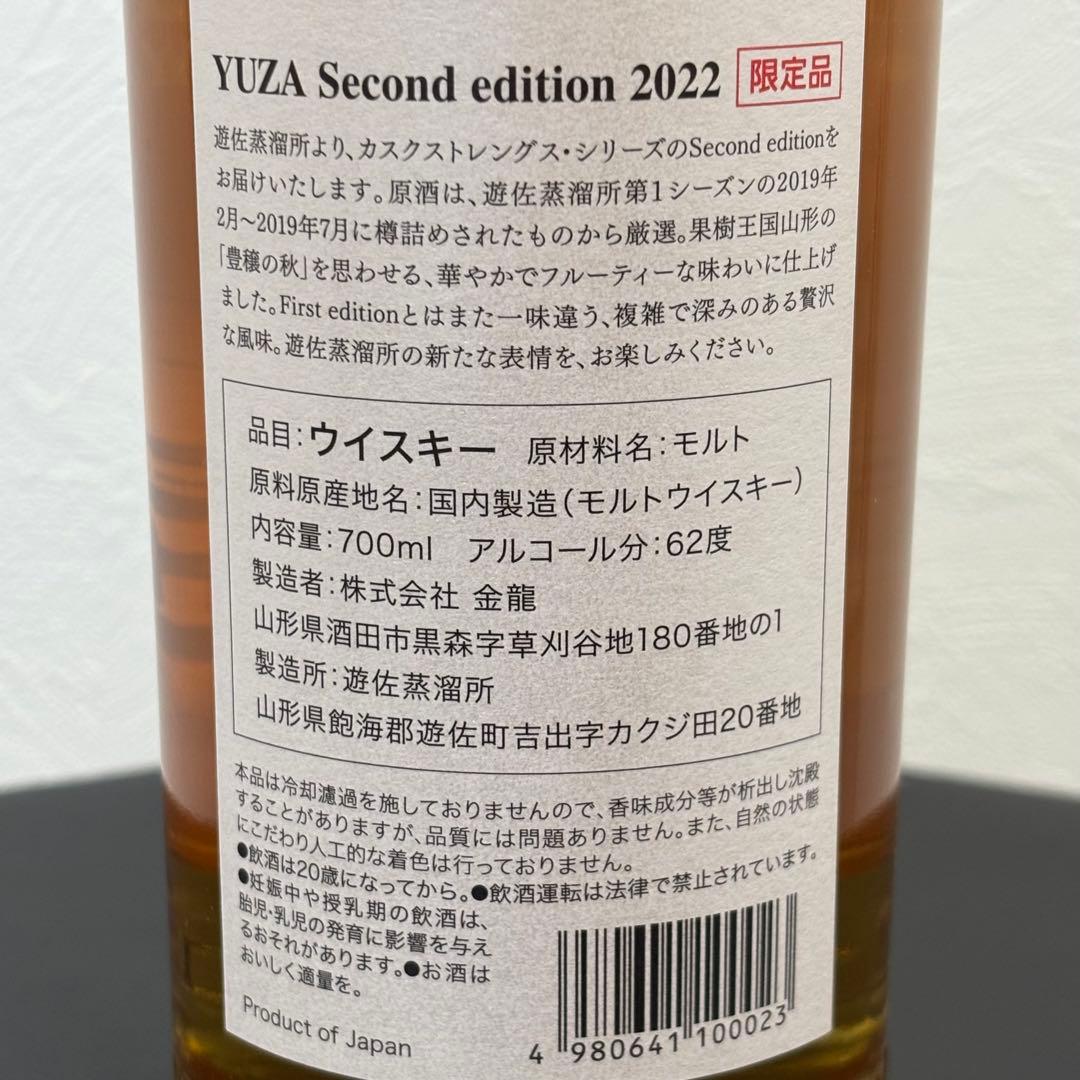 YUZA Second edition 2022 限定品
遊佐蒸溜所より、カスクストレングス・シリーズのSecond editionを
お届けいたします。原酒は、遊佐蒸溜所第1シーズンの2019年
2月～2019年7月に樽詰めされたものから厳選。果樹王国山形の
「豊穣の秋」を思わせる、華やかでフルーティーな味わいに仕上げ
ました。First editionとはまた一味違う、複雑で深みのある贅沢
な風味。遊佐蒸溜所の新たな表情を、お楽しみください。
品目：ウイスキー 原材料名：モルト
原料原産地名：国内製造（モルトウイスキー）
内容量：700ml アルコール分：62度
製造者：株式会社 金龍
山形県酒田市黒森字草刈谷地180番地の1
製造所：遊佐蒸溜所
山形県飽海郡遊佐町吉出字カクジ田20番地
本品は冷却濾過を施しておりませんので、香味成分等が析出し沈殿
することがありますが、品質には問題ありません。また、自然の状態
にこだわり人工的な着色は行っておりません。
●飲酒は20歳になってから。●飲酒運転は法律で禁止されています。
●妊娠中や授乳期の飲酒は、
胎児・乳児の発育に影響を与え
るおそれがあります。●お酒は
おいしく適量を。
Product of Japan
4 980641 100023